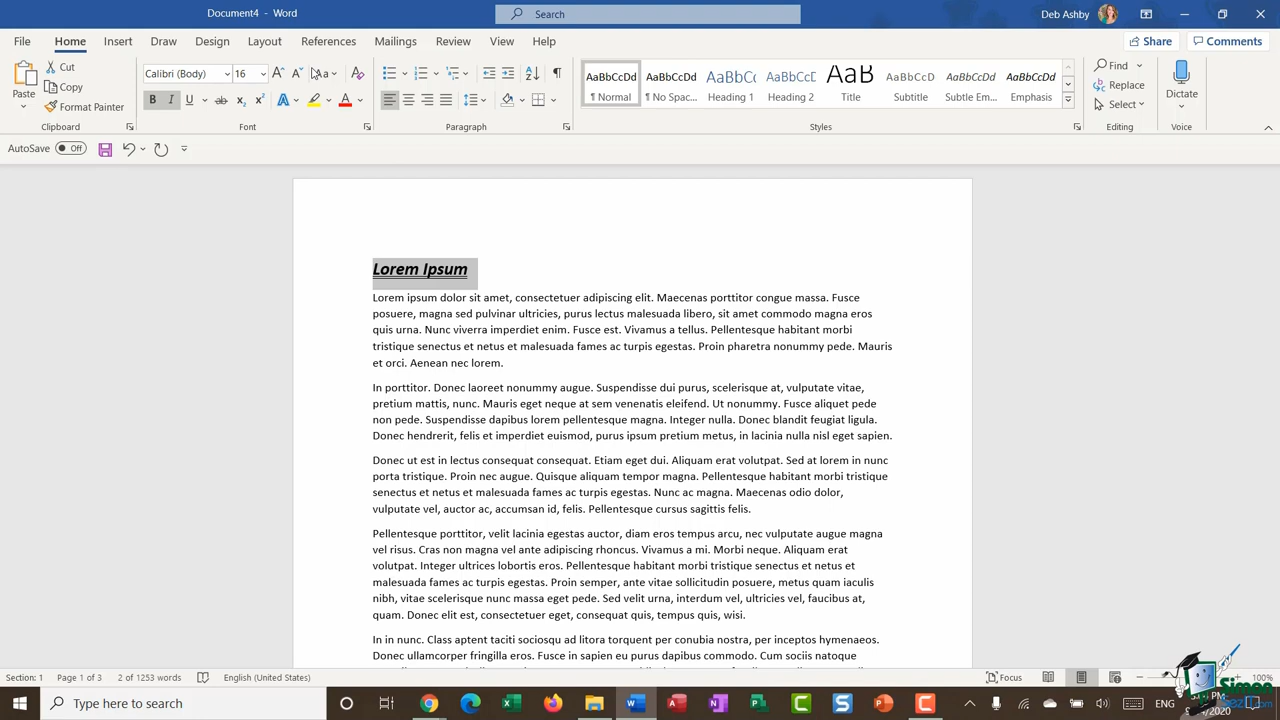 Document4 - Word
Search
Deb Ashby
File Home Insert Draw Design Layout References Mailings Review View Help
Share Comments
Paste
Cut
Copy
Format Painter
Calibri (Body) 16
AaBbCcDd AaBbCcDd AaBbCc AaBbCcE AaB AaBbCcD AaBbCcDd AaBbCcDd
¶ Normal ¶ No Spac... Heading 1 Heading 2 Title Subtitle Subtle Em... Emphasis
Find
Replace
Select
Dictate
Clipboard Font Paragraph Styles Editing Voice
AutoSave Off
Lorem Ipsum
Lorem ipsum dolor sit amet, consectetuer adipiscing elit. Maecenas porttitor congue massa. Fusce
posuere, magna sed pulvinar ultricies, purus lectus malesuada libero, sit amet commodo magna eros
quis urna. Nunc viverra imperdiet enim. Fusce est. Vivamus a tellus. Pellentesque habitant morbi
tristique senectus et netus et malesuada fames ac turpis egestas. Proin pharetra nonummy pede. Mauris
et orci. Aenean nec lorem.
In porttitor. Donec laoreet nonummy augue. Suspendisse dui purus, scelerisque at, vulputate vitae,
pretium mattis, nunc. Mauris eget neque at sem venenatis eleifend. Ut nonummy. Fusce aliquet pede
non pede. Suspendisse dapibus lorem pellentesque magna. Integer nulla. Donec blandit feugiat ligula.
Donec hendrerit, felis et imperdiet euismod, purus ipsum pretium metus, in lacinia nulla nisl eget sapien.
Donec ut est in lectus consequat consequat. Etiam eget dui. Aliquam erat volutpat. Sed at lorem in nunc
porta tristique. Proin nec augue. Quisque aliquam tempor magna. Pellentesque habitant morbi tristique
senectus et netus et malesuada fames ac turpis egestas. Nunc ac magna. Maecenas odio dolor,
vulputate vel, auctor ac, accumsan id, felis. Pellentesque cursus sagittis felis.
Pellentesque porttitor, velit lacinia egestas auctor, diam eros tempus arcu, nec vulputate augue magna
vel risus. Cras non magna vel ante adipiscing rhoncus. Vivamus a mi. Morbi neque. Aliquam erat
volutpat. Integer ultrices lobortis eros. Pellentesque habitant morbi tristique senectus et netus et
malesuada fames ac turpis egestas. Proin semper, ante vitae sollicitudin posuere, metus quam iaculis
nibh, vitae scelerisque nunc massa eget pede. Sed velit urna, interdum vel, ultricies vel, faucibus at,
quam. Donec elit est, consectetuer eget, consequat quis, tempus quis, wisi.
In in nunc. Class aptent taciti sociosqu ad litora torquent per conubia nostra, per inceptos hymenaeos.
Donec ullamcorper fringilla eros. Fusce in sapien eu purus dapibus commodo. Cum sociis natoque
Section: 1 Page 1 of 3 2 of 1253 words English (United States) Focus 100%
Type here to search